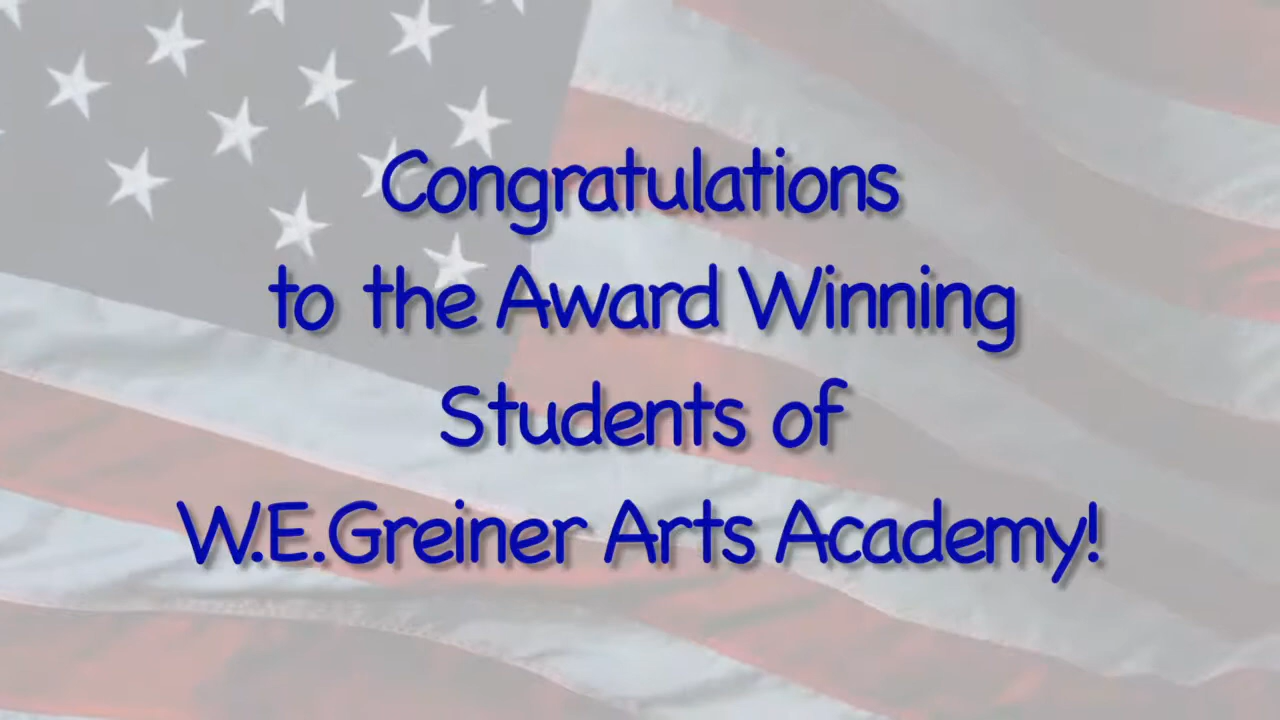 Congratulations
to the Award Winning
Students of
W.E.Greiner Arts Academy!